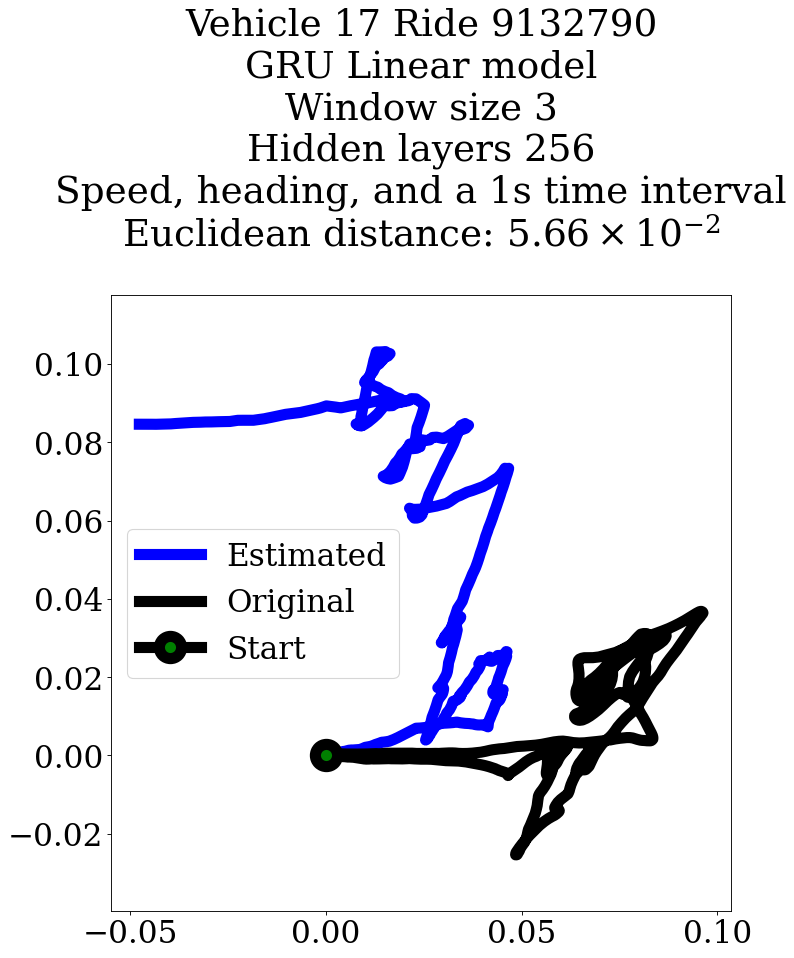 Vehicle 17 Ride 9132790
GRU Linear model
Window size 3
Hidden layers 256
Speed, heading, and a 1s time interval
Euclidean distance: 5.66 × 10⁻²
0.10
0.08
0.06
0.04
0.02
0.00
−0.02
Estimated
Original
Start
−0.05 0.00 0.05 0.10